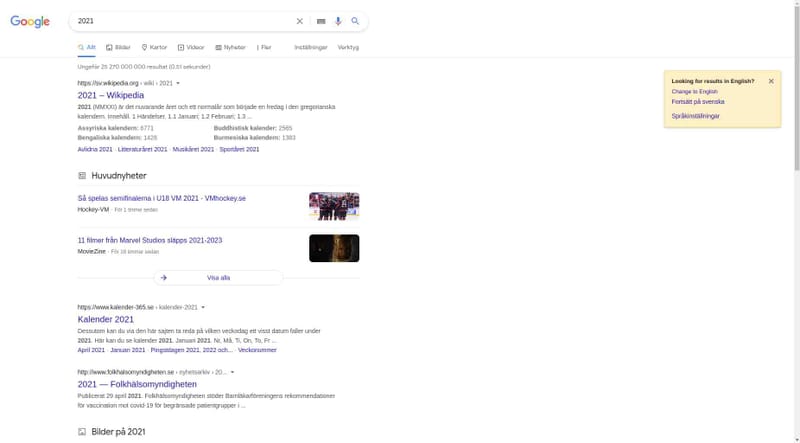 Google
2021
Allt Bilder Kartor Videor Nyheter Fler Inställningar Verktyg
Ungefär 25 270 000 000 resultat (0,51 sekunder)
https://sv.wikipedia.org › wiki › 2021
2021 – Wikipedia
2021 (MMXXI) är det nuvarande året och ett normalår som började en fredag i den gregorianska
kalendern. Innehåll. 1 Händelser. 1.1 Januari; 1.2 Februari; 1.3 ...
Assyriska kalendern: 6771 Buddhistisk kalender: 2565
Bengaliska kalendern: 1428 Burmesiska kalendern: 1383
Avlidna 2021 · Litteraturåret 2021 · Musikåret 2021 · Sportåret 2021
Looking for results in English?
Change to English
Fortsätt på svenska
Språkinställningar
Huvudnyheter
Så spelas semifinalerna i U18 VM 2021 - VMhockey.se
Hockey-VM · För 1 timme sedan
11 filmer från Marvel Studios släpps 2021-2023
MovieZine · För 16 timmar sedan
Visa alla
https://www.kalender-365.se › kalender-2021
Kalender 2021
Dessutom kan du via den här sajten ta reda på vilken veckodag ett visst datum faller under
2021. Här kan du se kalender 2021. Januari 2021. Nr, Må, Ti, On, To, Fr ...
April 2021 · Januari 2021 · Pingstdagen 2021, 2022 och... · Veckonummer
http://www.folkhalsomyndigheten.se › nyhetsarkiv › 20...
2021 — Folkhälsomyndigheten
Publicerat 29 april 2021. Folkhälsomyndigheten stöder Barnläkarföreningens rekommendationer
för vaccination mot covid-19 för begränsade patientgrupper i ...
Bilder på 2021